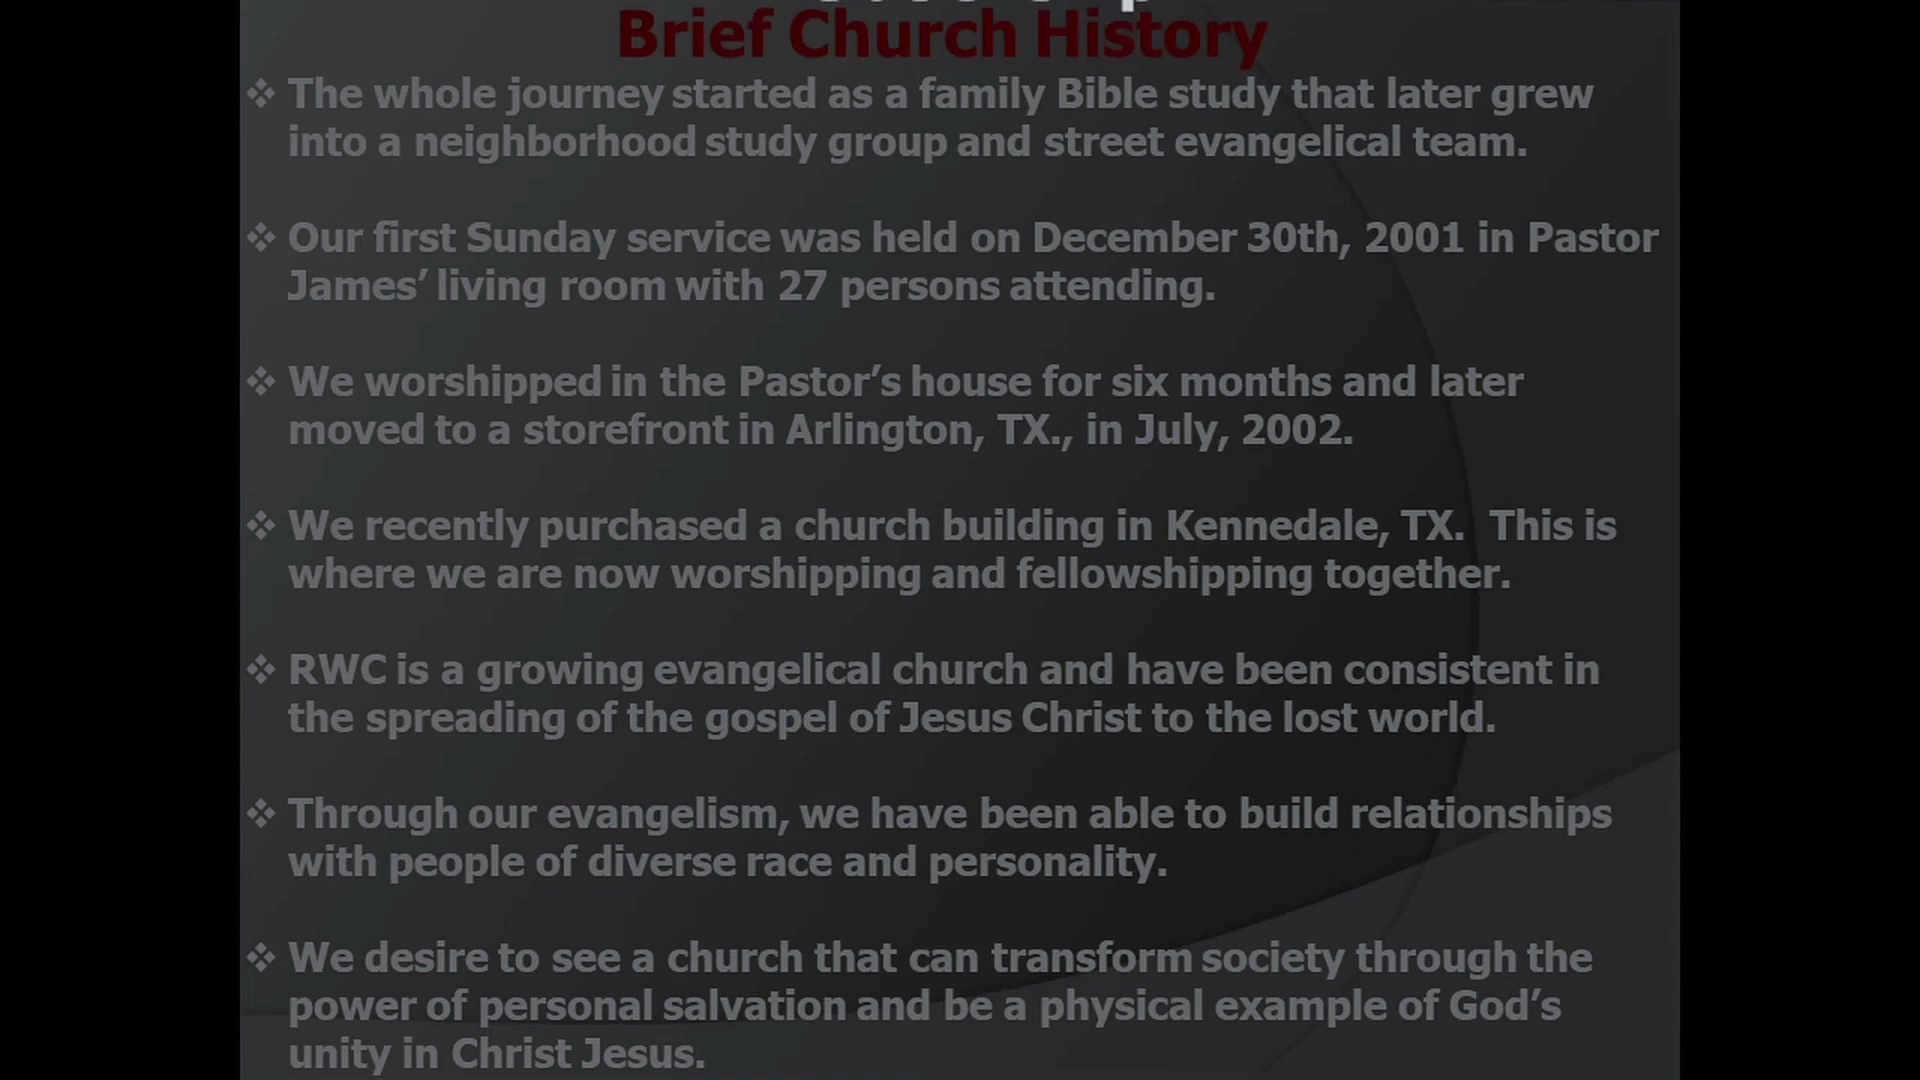 Brief Church History
❖ The whole journey started as a family Bible study that later grew
into a neighborhood study group and street evangelical team.
❖ Our first Sunday service was held on December 30th, 2001 in Pastor
James’ living room with 27 persons attending.
❖ We worshipped in the Pastor’s house for six months and later
moved to a storefront in Arlington, TX., in July, 2002.
❖ We recently purchased a church building in Kennedale, TX.  This is
where we are now worshipping and fellowshipping together.
❖ RWC is a growing evangelical church and have been consistent in
the spreading of the gospel of Jesus Christ to the lost world.
❖ Through our evangelism, we have been able to build relationships
with people of diverse race and personality.
❖ We desire to see a church that can transform society through the
power of personal salvation and be a physical example of God’s
unity in Christ Jesus.